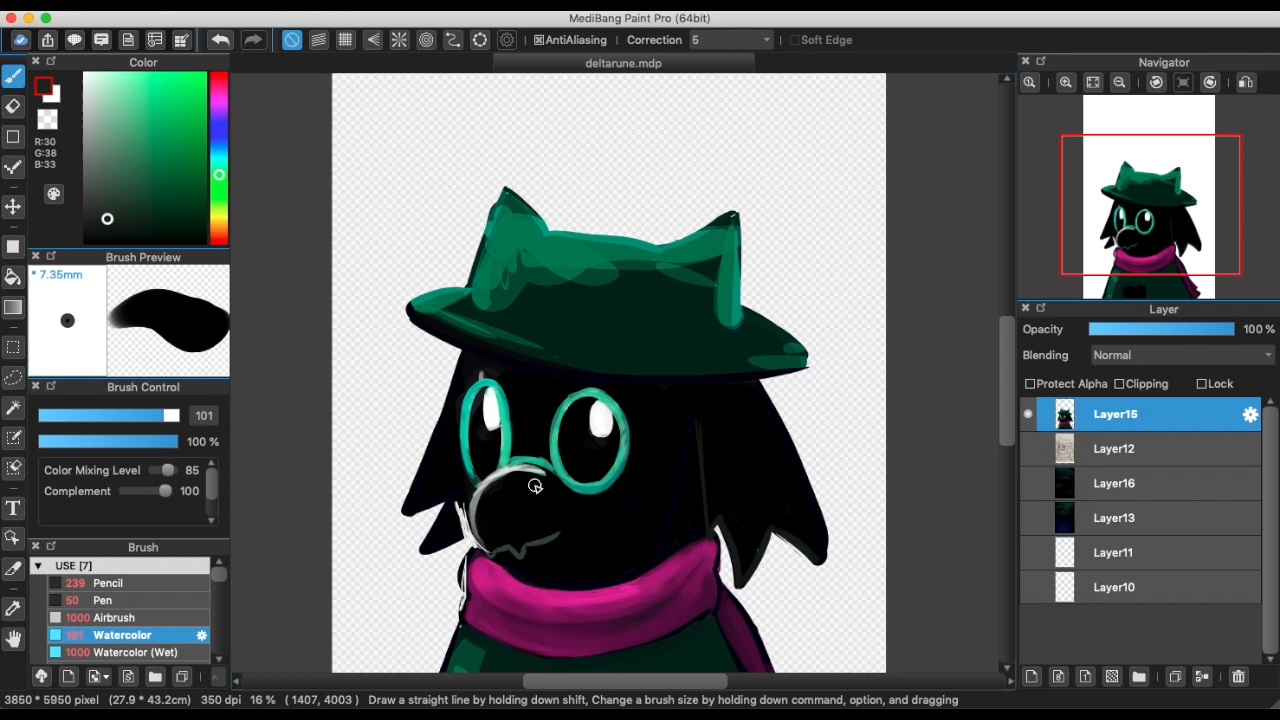 MediBang Paint Pro (64bit)
AntiAliasing Correction 5 Soft Edge
deltarune.mdp
Color
R:30
G:38
B:33
Brush Preview
* 7.35mm
Brush Control
101
100 %
Color Mixing Level 85
Complement 100
Brush
USE [7]
239 Pencil
50 Pen
1000 Airbrush
101 Watercolor
1000 Watercolor (Wet)
Navigator
Layer
Opacity 100 %
Blending Normal
Protect Alpha Clipping Lock
Layer15
Layer12
Layer16
Layer13
Layer11
Layer10
3850 * 5950 pixel (27.9 * 43.2cm) 350 dpi 16 % ( 1407, 4003 ) Draw a straight line by holding down shift, Change a brush size by holding down command, option, and dragging